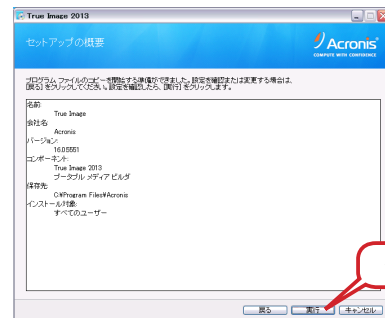 True Image 2013
セットアップの概要
Acronis
COMPUTE WITH CONFIDENCE
プログラム ファイルのコピーを開始する準備ができました。設定を確認または変更する場合は、
[戻る] をクリックしてください。設定を確認したら、[実行] をクリックします。
名前
True Image
会社名
Acronis
バージョン:
16.0.5551
コンポーネント:
True Image 2013
ブータブル メディア ビルダ
保存先:
C:¥Program Files¥Acronis
インストール対象:
すべてのユーザー
戻る
実行
キャンセル